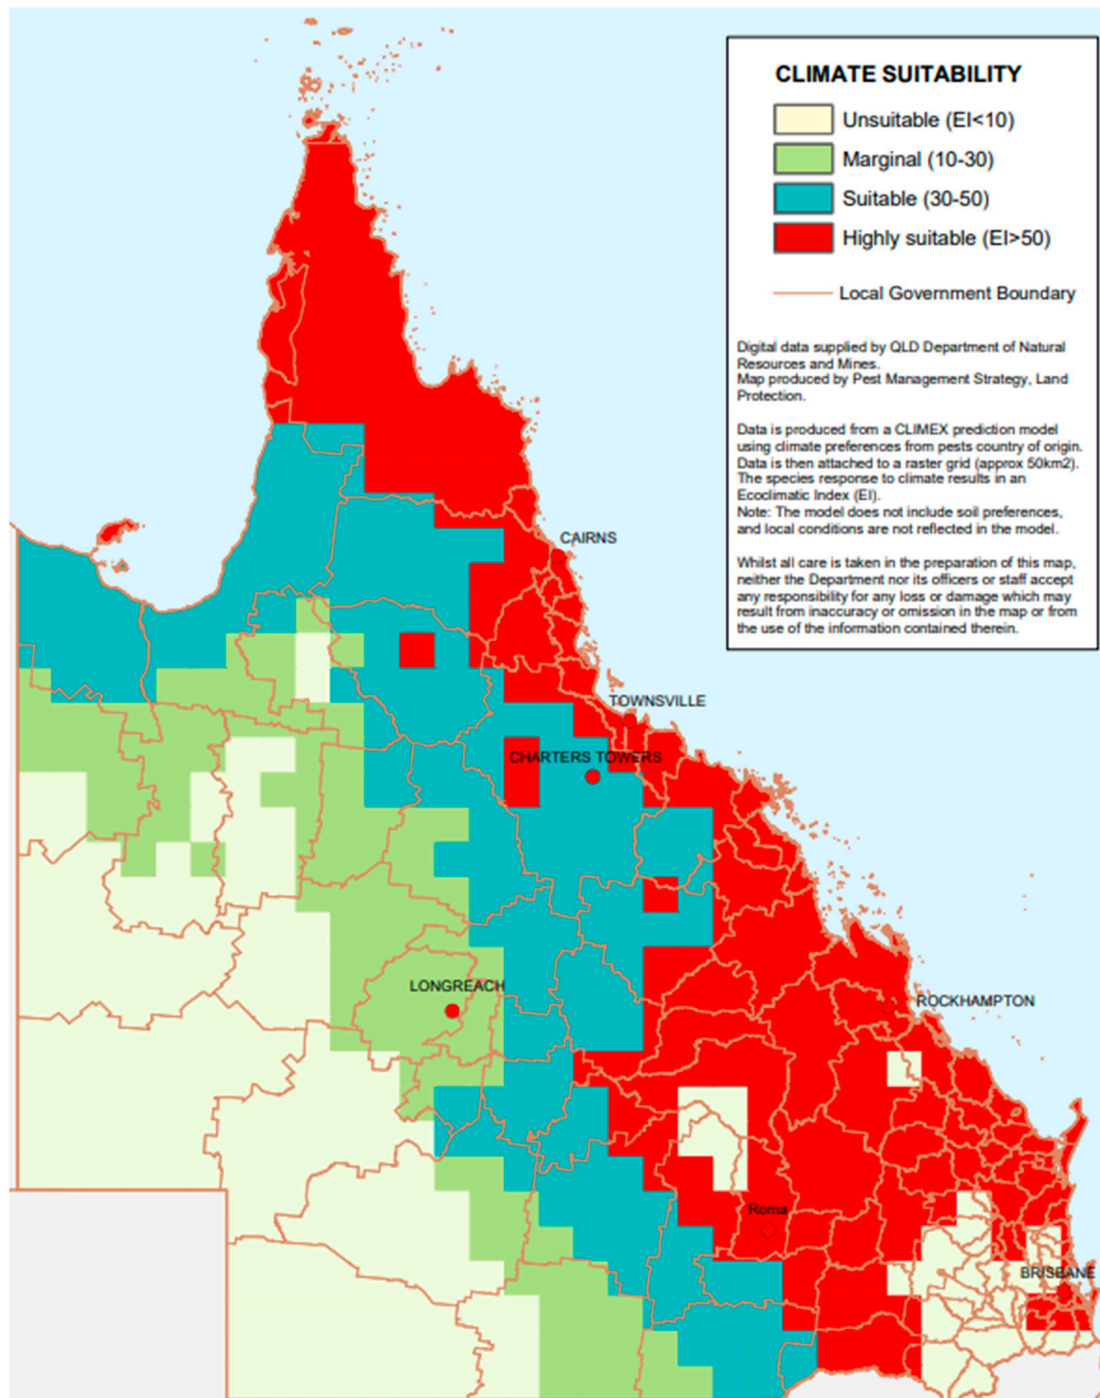 CLIMATE SUITABILITY
Unsuitable (EI<10)
Marginal (10-30)
Suitable (30-50)
Highly suitable (EI>50)
Local Government Boundary
Digital data supplied by QLD Department of Natural
Resources and Mines.
Map produced by Pest Management Strategy, Land
Protection.
Data is produced from a CLIMEX prediction model
using climate preferences from pests country of origin.
Data is then attached to a raster grid (approx 50km2).
The species response to climate results in an
Ecoclimatic Index (EI).
Note: The model does not include soil preferences,
and local conditions are not reflected in the model.
Whilst all care is taken in the preparation of this map,
neither the Department nor its officers or staff accept
any responsibility for any loss or damage which may
result from inaccuracy or omission in the map or from
the use of the information contained therein.
CAIRNS
TOWNSVILLE
CHARTERS TOWERS
LONGREACH
ROCKHAMPTON
Roma
BRISBANE